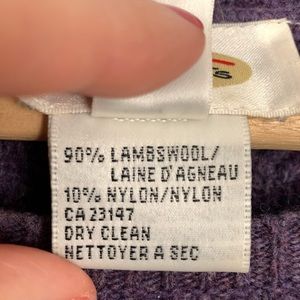 90% LAMBSWOOL/
LAINE D'AGNEAU
10% NYLON/NYLON
CA 23147
DRY CLEAN
NETTOYER A SEC